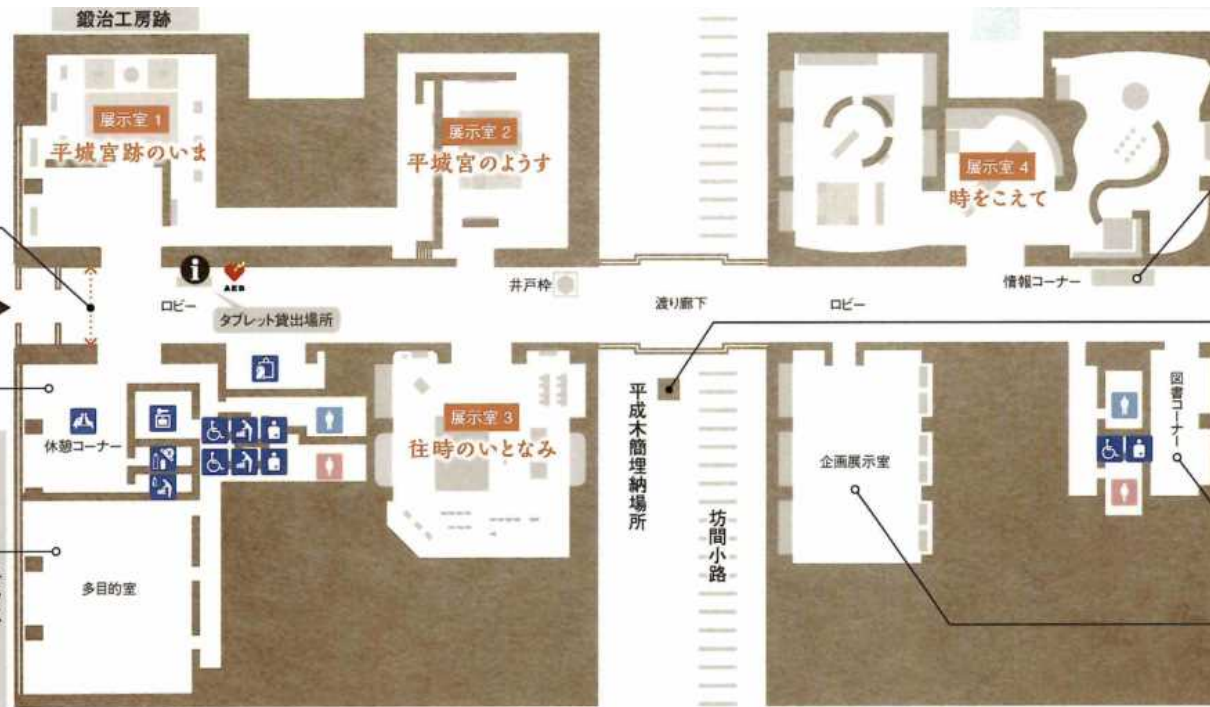 鍛冶工房跡
展示室 1
平城宮跡のいま
展示室 2
平城宮のようす
展示室 4
時をこえて
i
AED
ロビー
タブレット貸出場所
井戸枠
渡り廊下
ロビー
情報コーナー
休憩コーナー
展示室 3
往時のいとなみ
平成木簡埋納場所
坊間小路
企画展示室
図書コーナー
多目的室